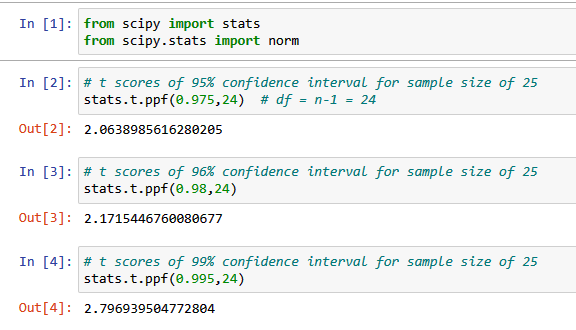 In [1]: from scipy import stats
from scipy.stats import norm
In [2]: # t scores of 95% confidence interval for sample size of 25
stats.t.ppf(0.975,24)  # df = n-1 = 24
Out[2]: 2.0638985616280205
In [3]: # t scores of 96% confidence interval for sample size of 25
stats.t.ppf(0.98,24)
Out[3]: 2.1715446760080677
In [4]: # t scores of 99% confidence interval for sample size of 25
stats.t.ppf(0.995,24)
Out[4]: 2.796939504772804